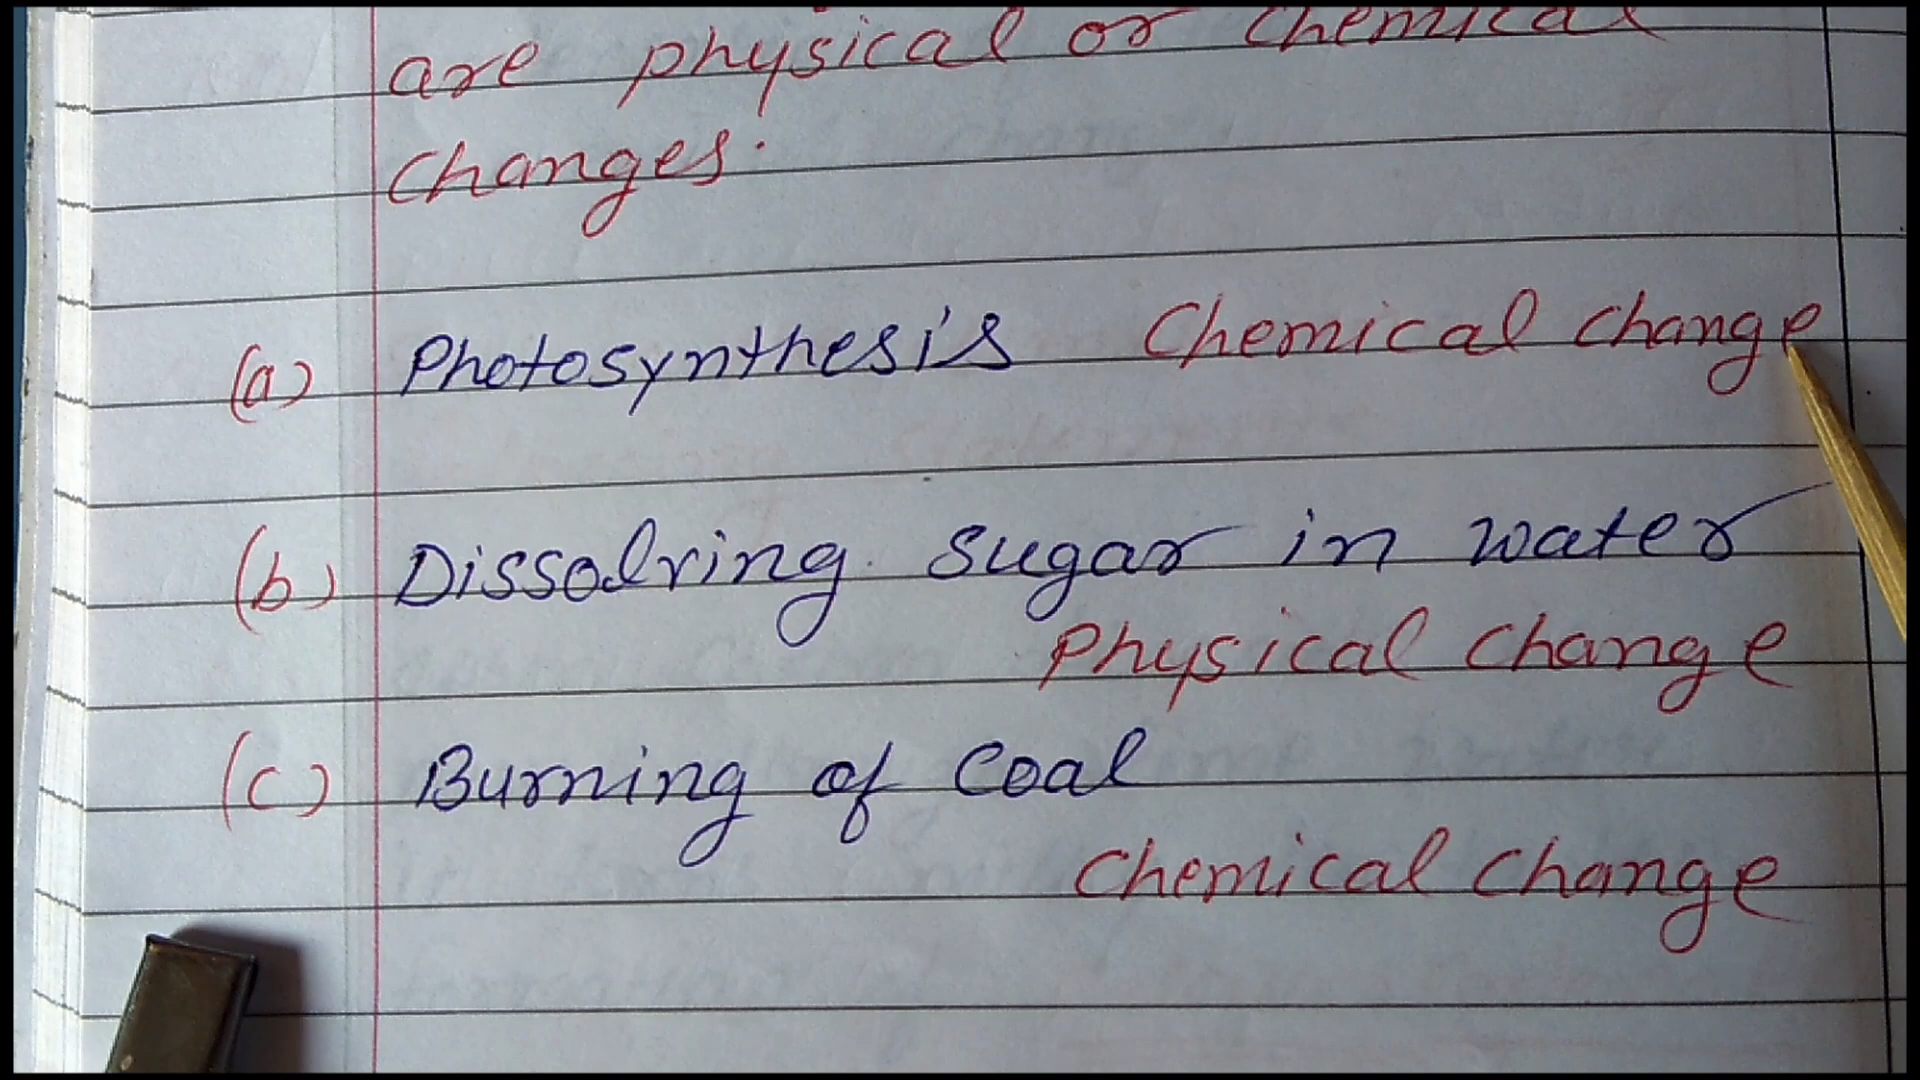 are physical or chemical
changes.
(a) Photosynthesis Chemical change
(b) Dissolving sugar in water
Physical change
(c) Burning of coal
Chemical change